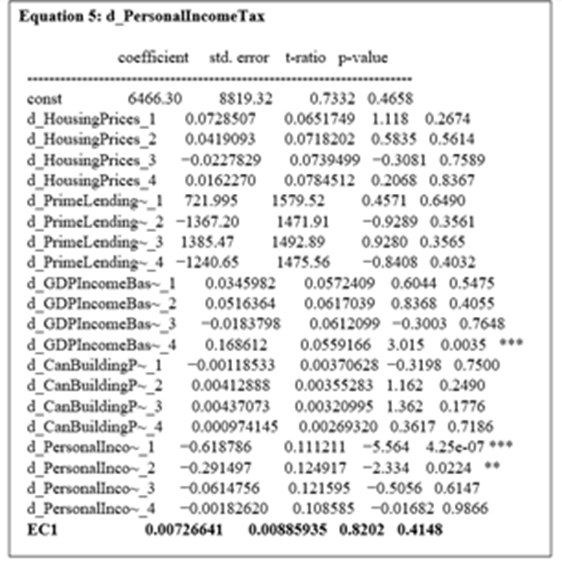 Equation 5: d_PersonalIncomeTax
coefficient std. error t-ratio p-value
------------------------------------------------------------------------
const 6466.30 8819.32 0.7332 0.4658
d_HousingPrices_1 0.0728507 0.0651749 1.118 0.2674
d_HousingPrices_2 0.0419093 0.0718202 0.5835 0.5614
d_HousingPrices_3 −0.0227829 0.0739499 −0.3081 0.7589
d_HousingPrices_4 0.0162270 0.0784512 0.2068 0.8367
d_PrimeLending~_1 721.995 1579.52 0.4571 0.6490
d_PrimeLending~_2 −1367.20 1471.91 −0.9289 0.3561
d_PrimeLending~_3 1385.47 1492.89 0.9280 0.3565
d_PrimeLending~_4 −1240.65 1475.56 −0.8408 0.4032
d_GDPIncomeBas~_1 0.0345982 0.0572409 0.6044 0.5475
d_GDPIncomeBas~_2 0.0516364 0.0617039 0.8368 0.4055
d_GDPIncomeBas~_3 −0.0183798 0.0612099 −0.3003 0.7648
d_GDPIncomeBas~_4 0.168612 0.0559166 3.015 0.0035 ***
d_CanBuildingP~_1 −0.00118533 0.00370628 −0.3198 0.7500
d_CanBuildingP~_2 0.00412888 0.00355283 1.162 0.2490
d_CanBuildingP~_3 0.00437073 0.00320995 1.362 0.1776
d_CanBuildingP~_4 0.000974145 0.00269320 0.3617 0.7186
d_PersonalInco~_1 −0.618786 0.111211 −5.564 4.25e-07 ***
d_PersonalInco~_2 −0.291497 0.124917 −2.334 0.0224 **
d_PersonalInco~_3 −0.0614756 0.121595 −0.5056 0.6147
d_PersonalInco~_4 −0.00182620 0.108585 −0.01682 0.9866
EC1 0.00726641 0.00885935 0.8202 0.4148